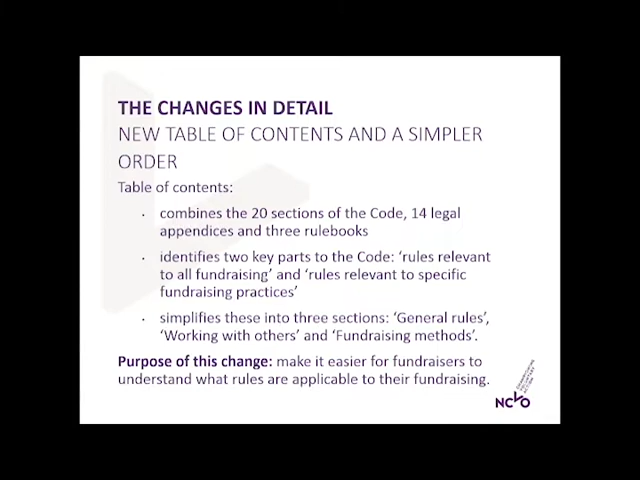 THE CHANGES IN DETAIL
NEW TABLE OF CONTENTS AND A SIMPLER
ORDER
Table of contents:
· combines the 20 sections of the Code, 14 legal
appendices and three rulebooks
· identifies two key parts to the Code: ‘rules relevant
to all fundraising’ and ‘rules relevant to specific
fundraising practices’
· simplifies these into three sections: ‘General rules’,
‘Working with others’ and ‘Fundraising methods’.
Purpose of this change: make it easier for fundraisers to
understand what rules are applicable to their fundraising.
NCVO